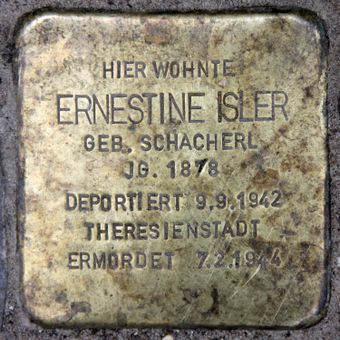 HIER WOHNTE
ERNESTINE ISLER
GEB. SCHACHERL
JG. 1878
DEPORTIERT 9.9.1942
THERESIENSTADT
ERMORDET 7.2.1944